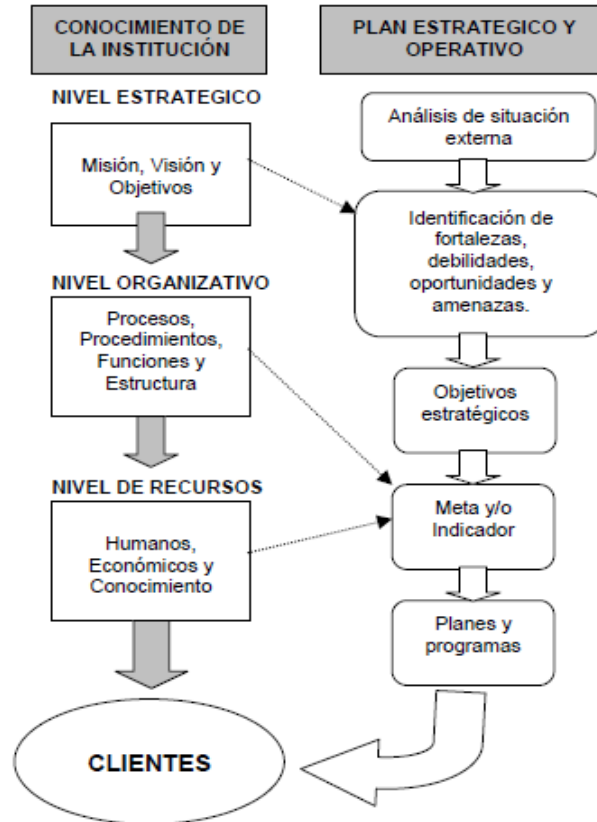 CONOCIMIENTO DE
LA INSTITUCIÓN
NIVEL ESTRATEGICO
Misión, Visión y
Objetivos
NIVEL ORGANIZATIVO
Procesos,
Procedimientos,
Funciones y
Estructura
NIVEL DE RECURSOS
Humanos,
Económicos y
Conocimiento
CLIENTES
PLAN ESTRATEGICO Y
OPERATIVO
Análisis de situación
externa
Identificación de
fortalezas,
debilidades,
oportunidades y
amenazas.
Objetivos
estratégicos
Meta y/o
Indicador
Planes y
programas